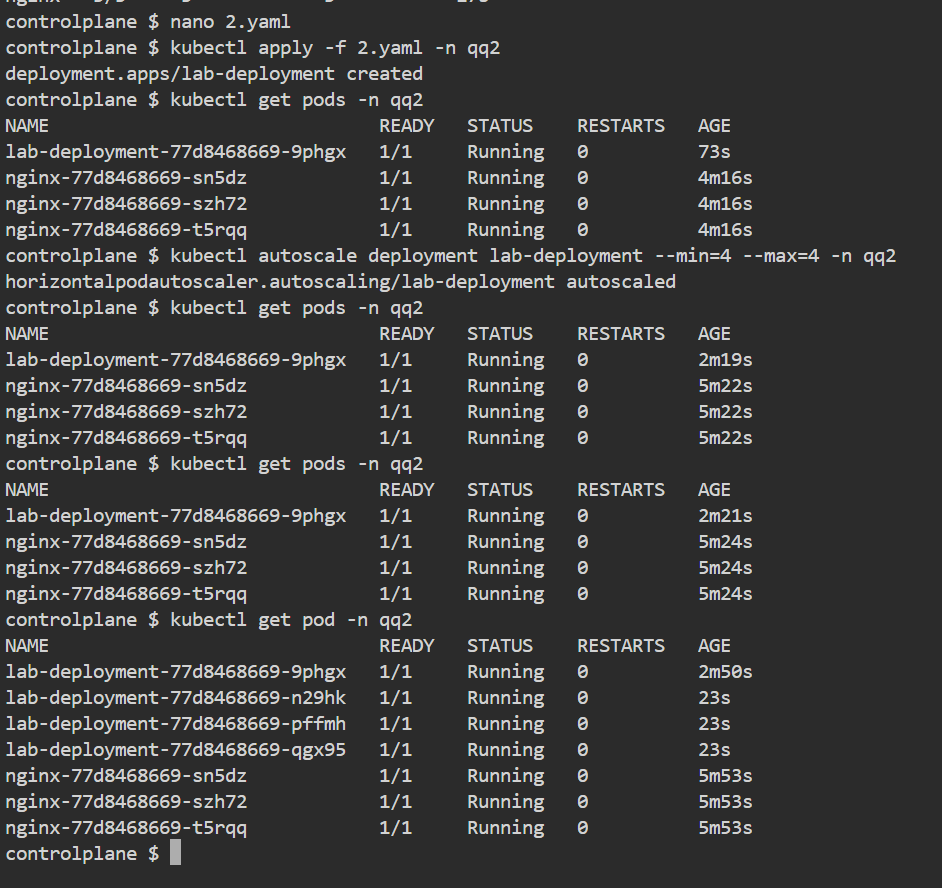 controlplane $ nano 2.yaml
controlplane $ kubectl apply -f 2.yaml -n qq2
deployment.apps/lab-deployment created
controlplane $ kubectl get pods -n qq2
NAME READY STATUS RESTARTS AGE
lab-deployment-77d8468669-9phgx 1/1 Running 0 73s
nginx-77d8468669-sn5dz 1/1 Running 0 4m16s
nginx-77d8468669-szh72 1/1 Running 0 4m16s
nginx-77d8468669-t5rqq 1/1 Running 0 4m16s
controlplane $ kubectl autoscale deployment lab-deployment --min=4 --max=4 -n qq2
horizontalpodautoscaler.autoscaling/lab-deployment autoscaled
controlplane $ kubectl get pods -n qq2
NAME READY STATUS RESTARTS AGE
lab-deployment-77d8468669-9phgx 1/1 Running 0 2m19s
nginx-77d8468669-sn5dz 1/1 Running 0 5m22s
nginx-77d8468669-szh72 1/1 Running 0 5m22s
nginx-77d8468669-t5rqq 1/1 Running 0 5m22s
controlplane $ kubectl get pods -n qq2
NAME READY STATUS RESTARTS AGE
lab-deployment-77d8468669-9phgx 1/1 Running 0 2m21s
nginx-77d8468669-sn5dz 1/1 Running 0 5m24s
nginx-77d8468669-szh72 1/1 Running 0 5m24s
nginx-77d8468669-t5rqq 1/1 Running 0 5m24s
controlplane $ kubectl get pod -n qq2
NAME READY STATUS RESTARTS AGE
lab-deployment-77d8468669-9phgx 1/1 Running 0 2m50s
lab-deployment-77d8468669-n29hk 1/1 Running 0 23s
lab-deployment-77d8468669-pffmh 1/1 Running 0 23s
lab-deployment-77d8468669-qgx95 1/1 Running 0 23s
nginx-77d8468669-sn5dz 1/1 Running 0 5m53s
nginx-77d8468669-szh72 1/1 Running 0 5m53s
nginx-77d8468669-t5rqq 1/1 Running 0 5m53s
controlplane $